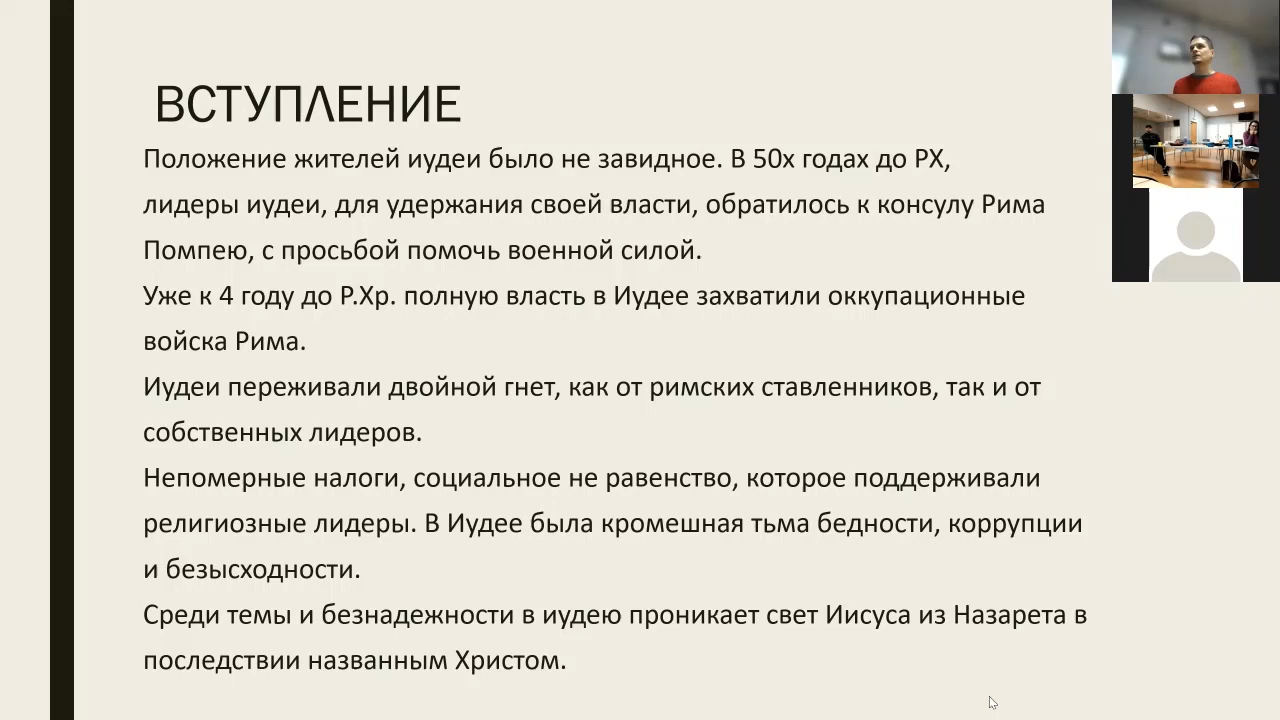 ВСТУПЛЕНИЕ
Положение жителей иудеи было не завидное. В 50х годах до РХ,
лидеры иудеи, для удержания своей власти, обратилось к консулу Рима
Помпею, с просьбой помочь военной силой.
Уже к 4 году до Р.Хр. полную власть в Иудее захватили оккупационные
войска Рима.
Иудеи переживали двойной гнет, как от римских ставленников, так и от
собственных лидеров.
Непомерные налоги, социальное не равенство, которое поддерживали
религиозные лидеры. В Иудее была кромешная тьма бедности, коррупции
и безысходности.
Среди темы и безнадежности в иудею проникает свет Иисуса из Назарета в
последствии названным Христом.